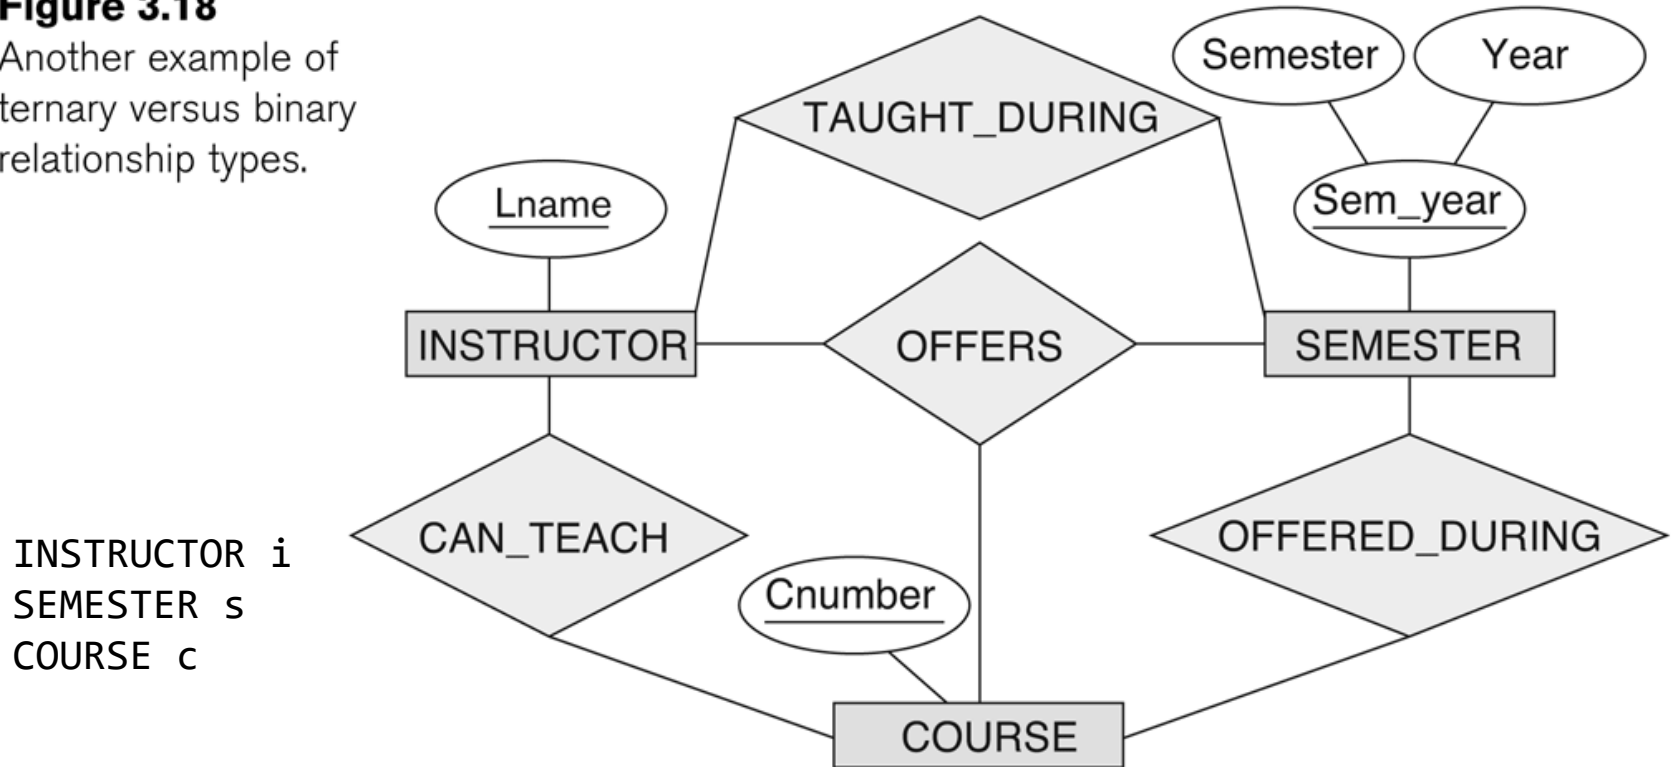 Figure 3.18
Another example of
ternary versus binary
relationship types.
TAUGHT_DURING
Semester
Year
Lname
Sem_year
INSTRUCTOR
OFFERS
SEMESTER
CAN_TEACH
OFFERED_DURING
INSTRUCTOR i
SEMESTER s
COURSE c
Cnumber
COURSE